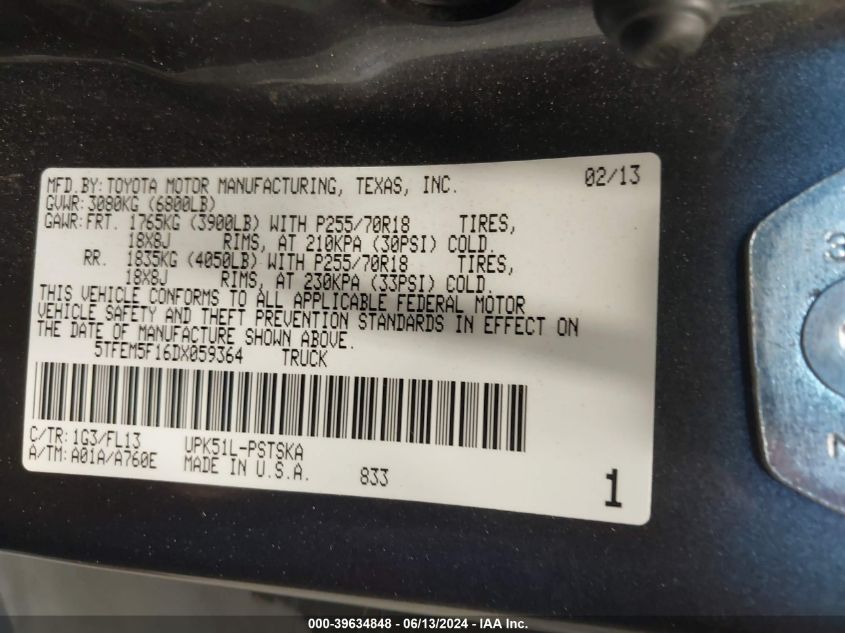 MFD.BY: TOYOTA MOTOR MANUFACTURING, TEXAS, INC. 02/13
GVWR: 3080KG (6800LB)
GAWR: FRT. 1765KG (3900LB) WITH P255/70R18 TIRES,
18X8J RIMS, AT 210KPA (30PSI) COLD.
RR. 1835KG (4050LB) WITH P255/70R18 TIRES,
18X8J RIMS, AT 230KPA (33PSI) COLD.
THIS VEHICLE CONFORMS TO ALL APPLICABLE FEDERAL MOTOR
VEHICLE SAFETY AND THEFT PREVENTION STANDARDS IN EFFECT ON
THE DATE OF MANUFACTURE SHOWN ABOVE.
5TFEM5F16DX059364 TRUCK
C/TR: 1G3/FL13 UPK51L-PSTSKA
A/TM: A01A/A760E MADE IN U.S.A. 833 1
000-39634848 - 06/13/2024 - IAA Inc.